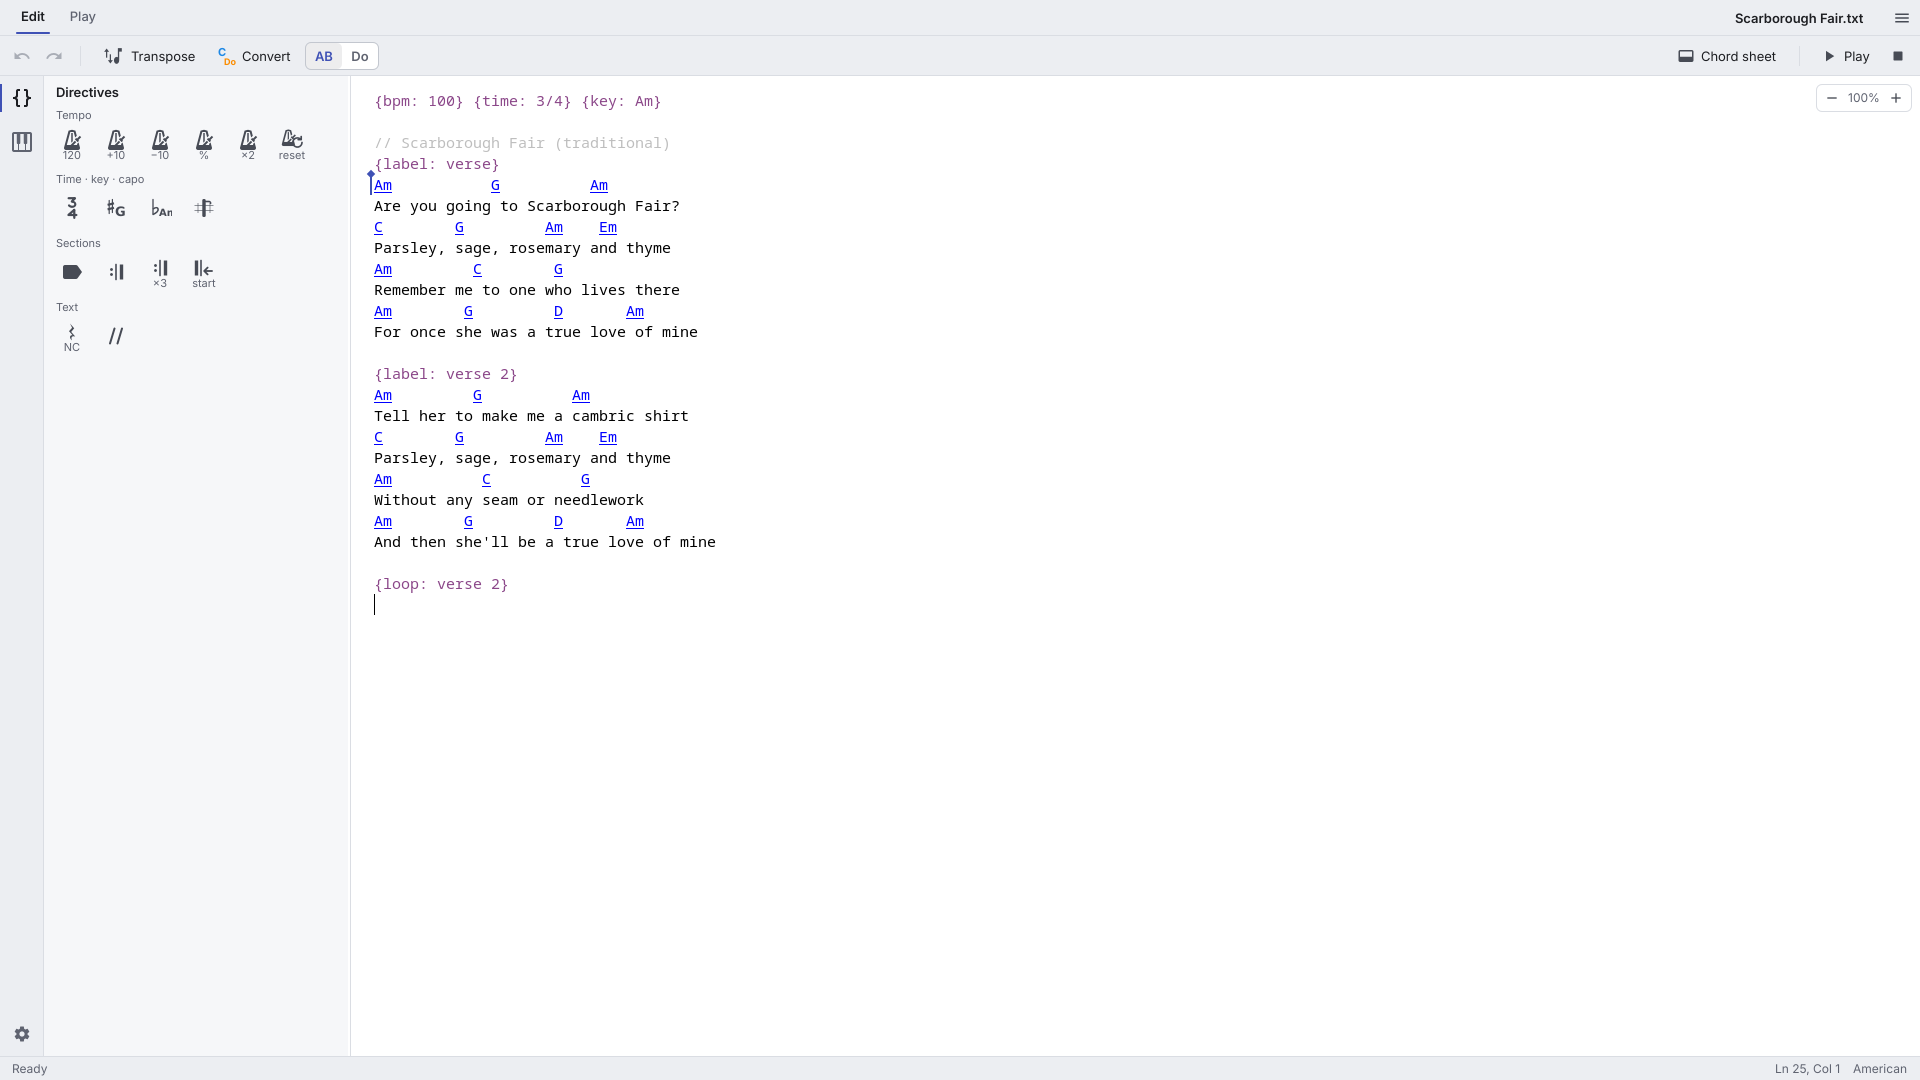 Edit Play Scarborough Fair.txt
Transpose C Do Convert AB Do Chord sheet Play
Directives
Tempo
120 +10 −10 % ×2 reset
Time · key · capo
3 4 ♯G ♭Am
Sections
×3 start
Text
NC //
{bpm: 100} {time: 3/4} {key: Am}
// Scarborough Fair (traditional)
{label: verse}
Am G Am
Are you going to Scarborough Fair?
C G Am Em
Parsley, sage, rosemary and thyme
Am C G
Remember me to one who lives there
Am G D Am
For once she was a true love of mine
{label: verse 2}
Am G Am
Tell her to make me a cambric shirt
C G Am Em
Parsley, sage, rosemary and thyme
Am C G
Without any seam or needlework
Am G D Am
And then she'll be a true love of mine
{loop: verse 2}
− 100% +
Ready Ln 25, Col 1 American